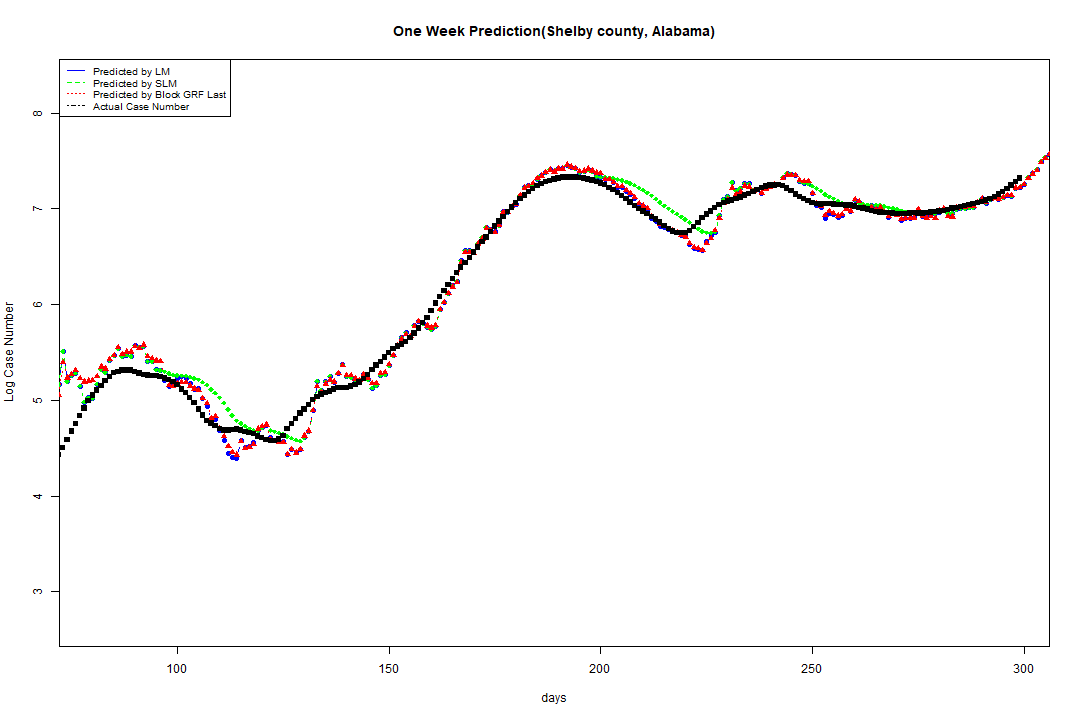 One Week Prediction(Shelby county, Alabama)
Predicted by LM
Predicted by SLM
Predicted by Block GRF Last
Actual Case Number
Log Case Number
8
7
6
5
4
3
100 150 200 250 300
days